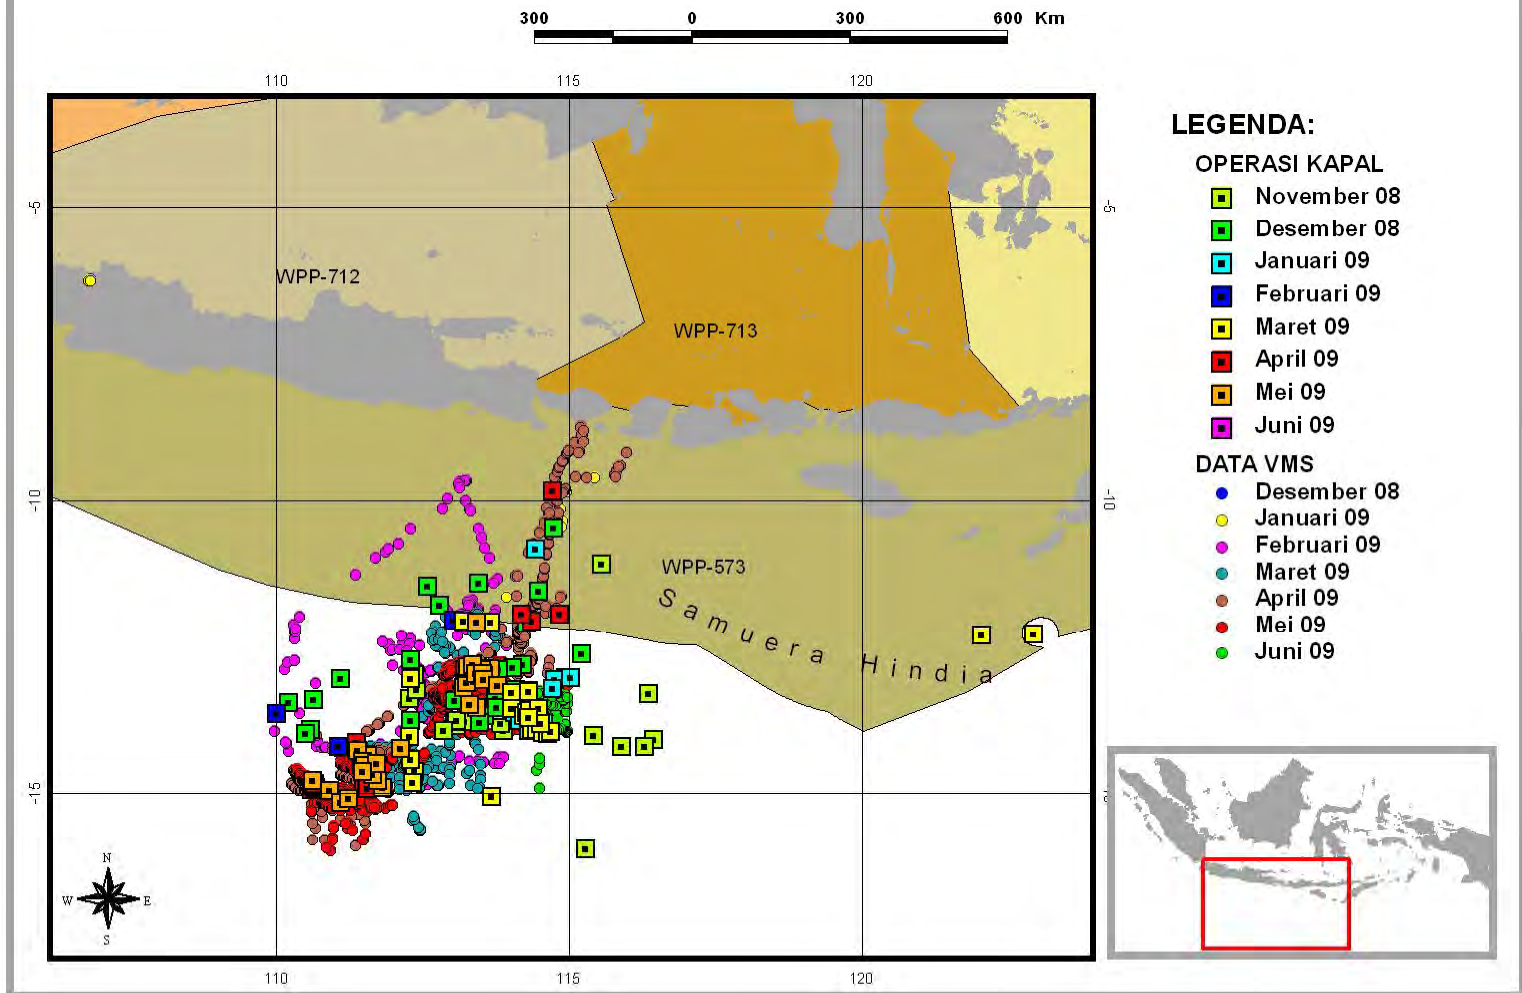 300 0 300 600 Km
110 115 120
LEGENDA:
OPERASI KAPAL
November 08
Desember 08
Januari 09
Februari 09
Maret 09
April 09
Mei 09
Juni 09
DATA VMS
Desember 08
Januari 09
Februari 09
Maret 09
April 09
Mei 09
Juni 09
-5 -5
WPP-712
WPP-713
-10 -10
WPP-573
Samuera Hindia
-15
N
W E
S
110 115 120